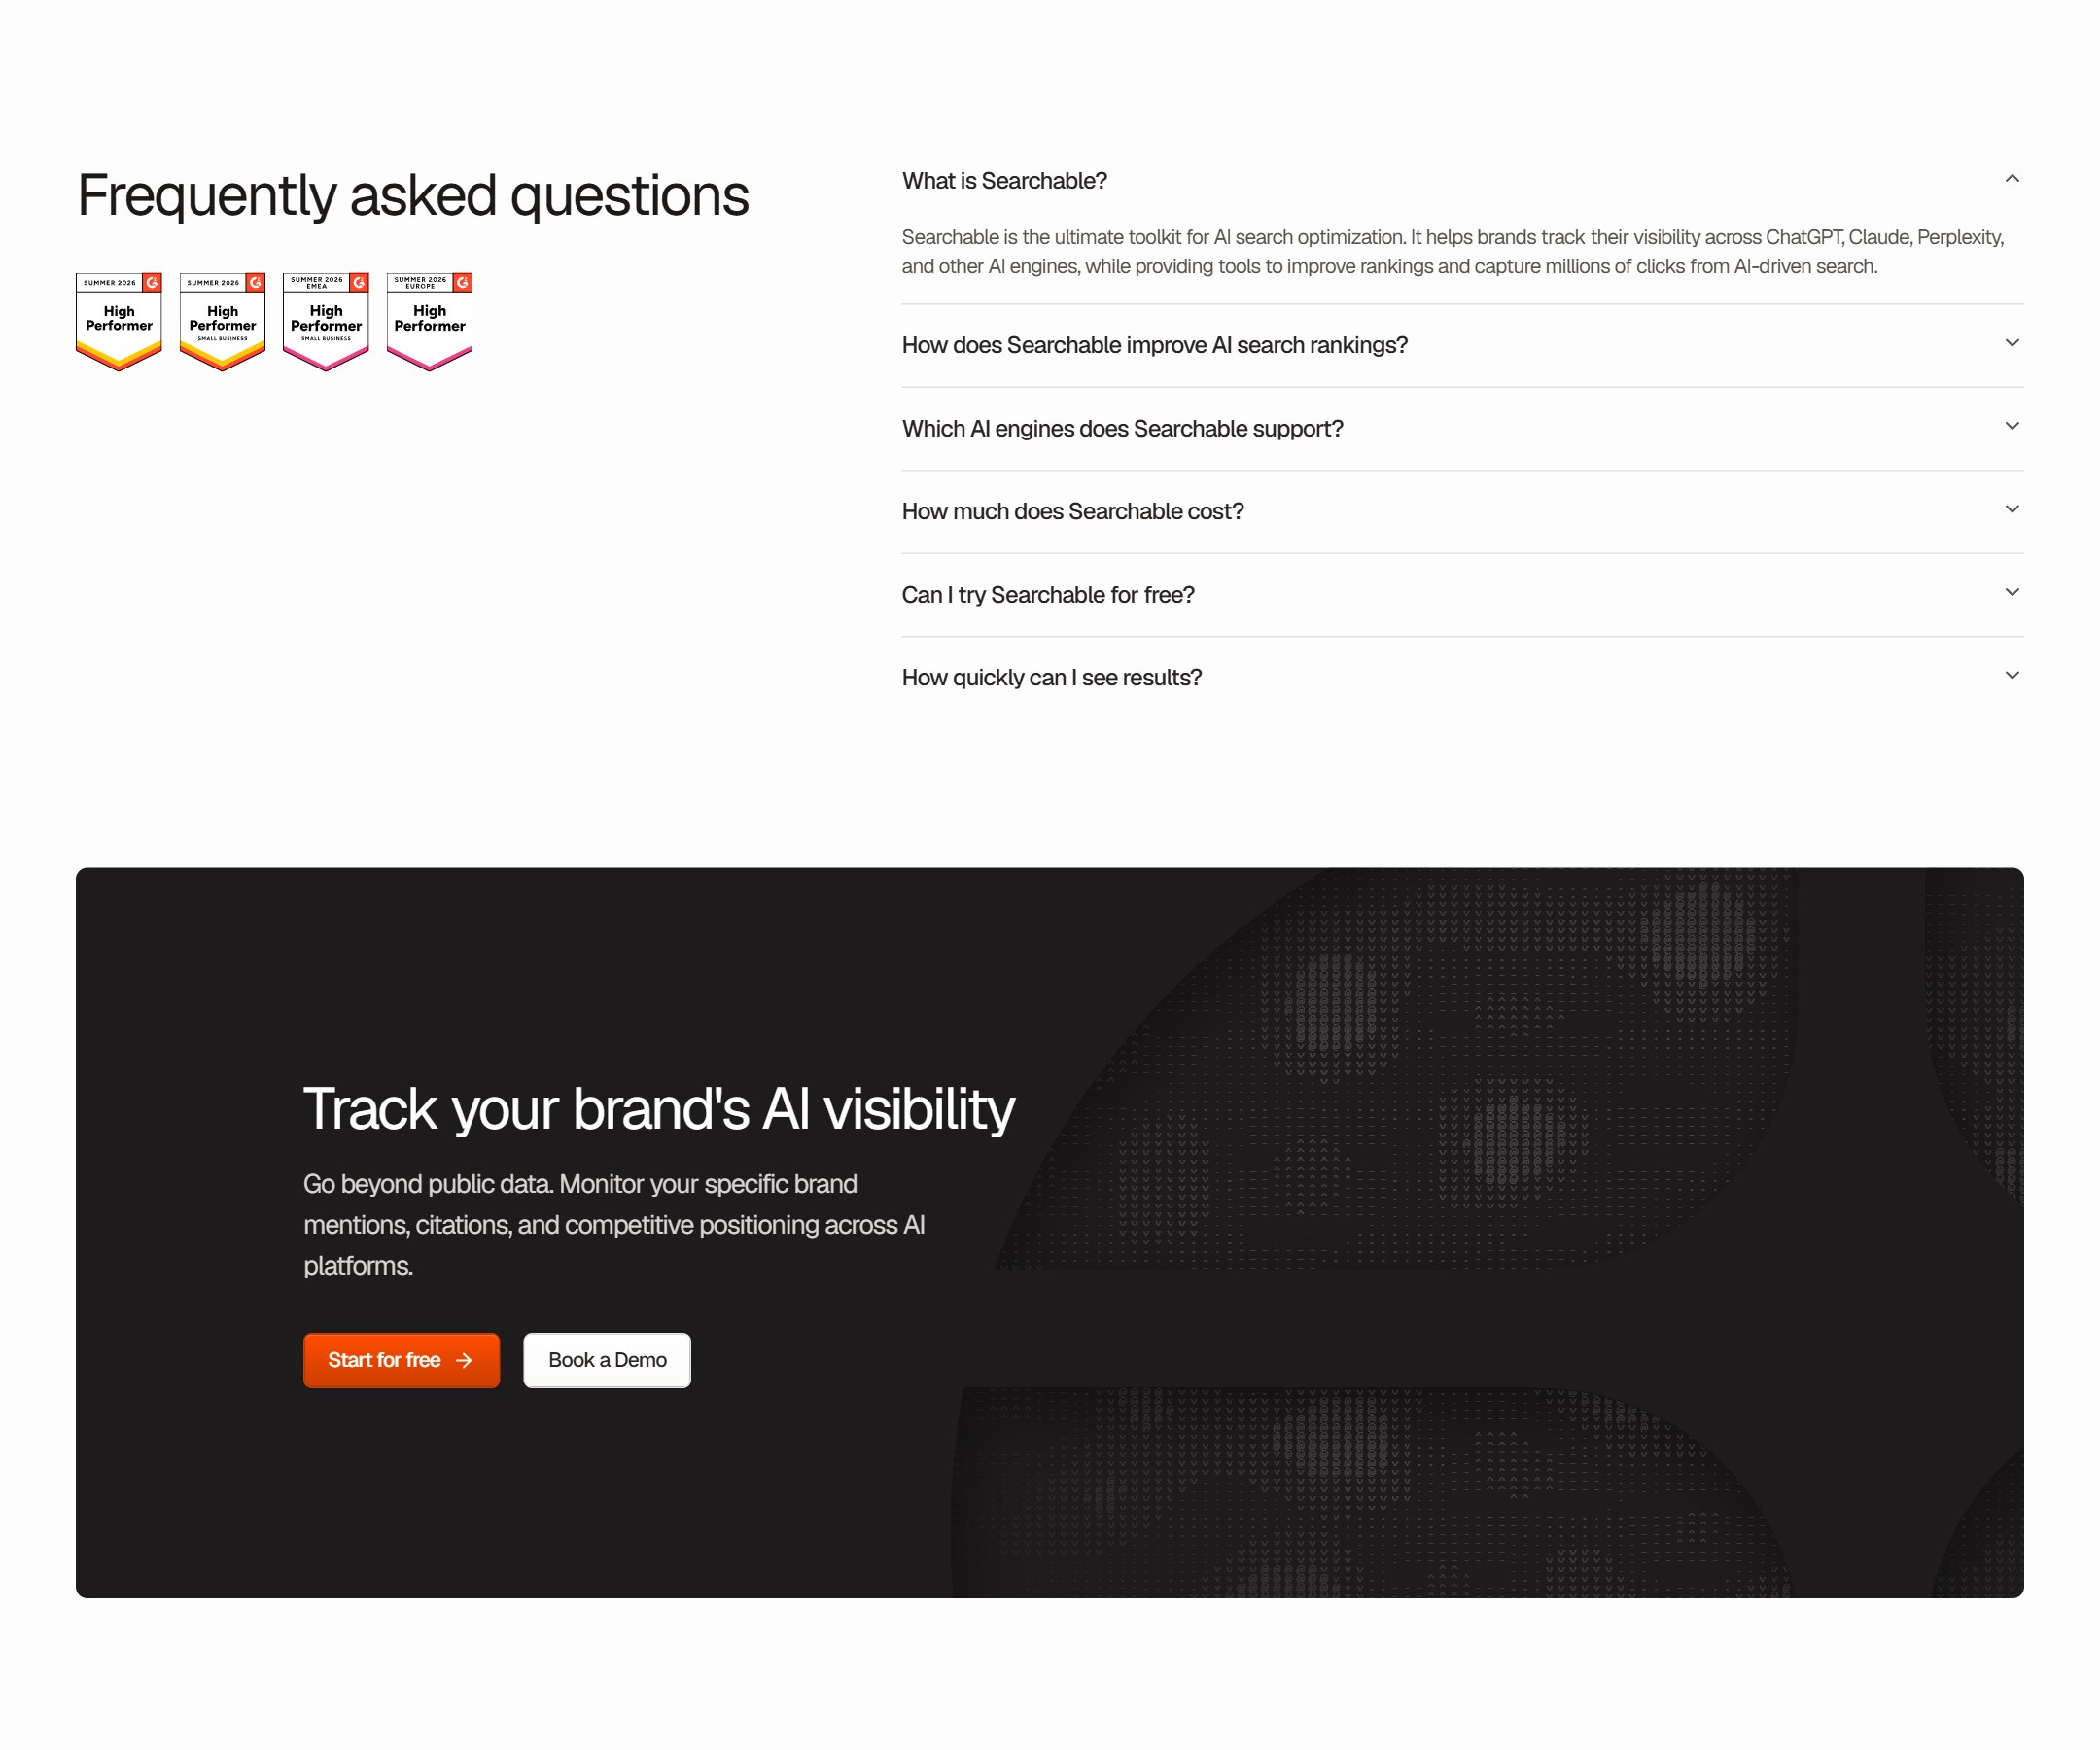 Frequently asked questions
SUMMER 2026
High
Performer
SUMMER 2026
High
Performer
SMALL BUSINESS
SUMMER 2026
EMEA
High
Performer
SMALL BUSINESS
SUMMER 2026
EUROPE
High
Performer
What is Searchable?
Searchable is the ultimate toolkit for AI search optimization. It helps brands track their visibility across ChatGPT, Claude, Perplexity,
and other AI engines, while providing tools to improve rankings and capture millions of clicks from AI-driven search.
How does Searchable improve AI search rankings?
Which AI engines does Searchable support?
How much does Searchable cost?
Can I try Searchable for free?
How quickly can I see results?
Track your brand's AI visibility
Go beyond public data. Monitor your specific brand
mentions, citations, and competitive positioning across AI
platforms.
Start for free →
Book a Demo